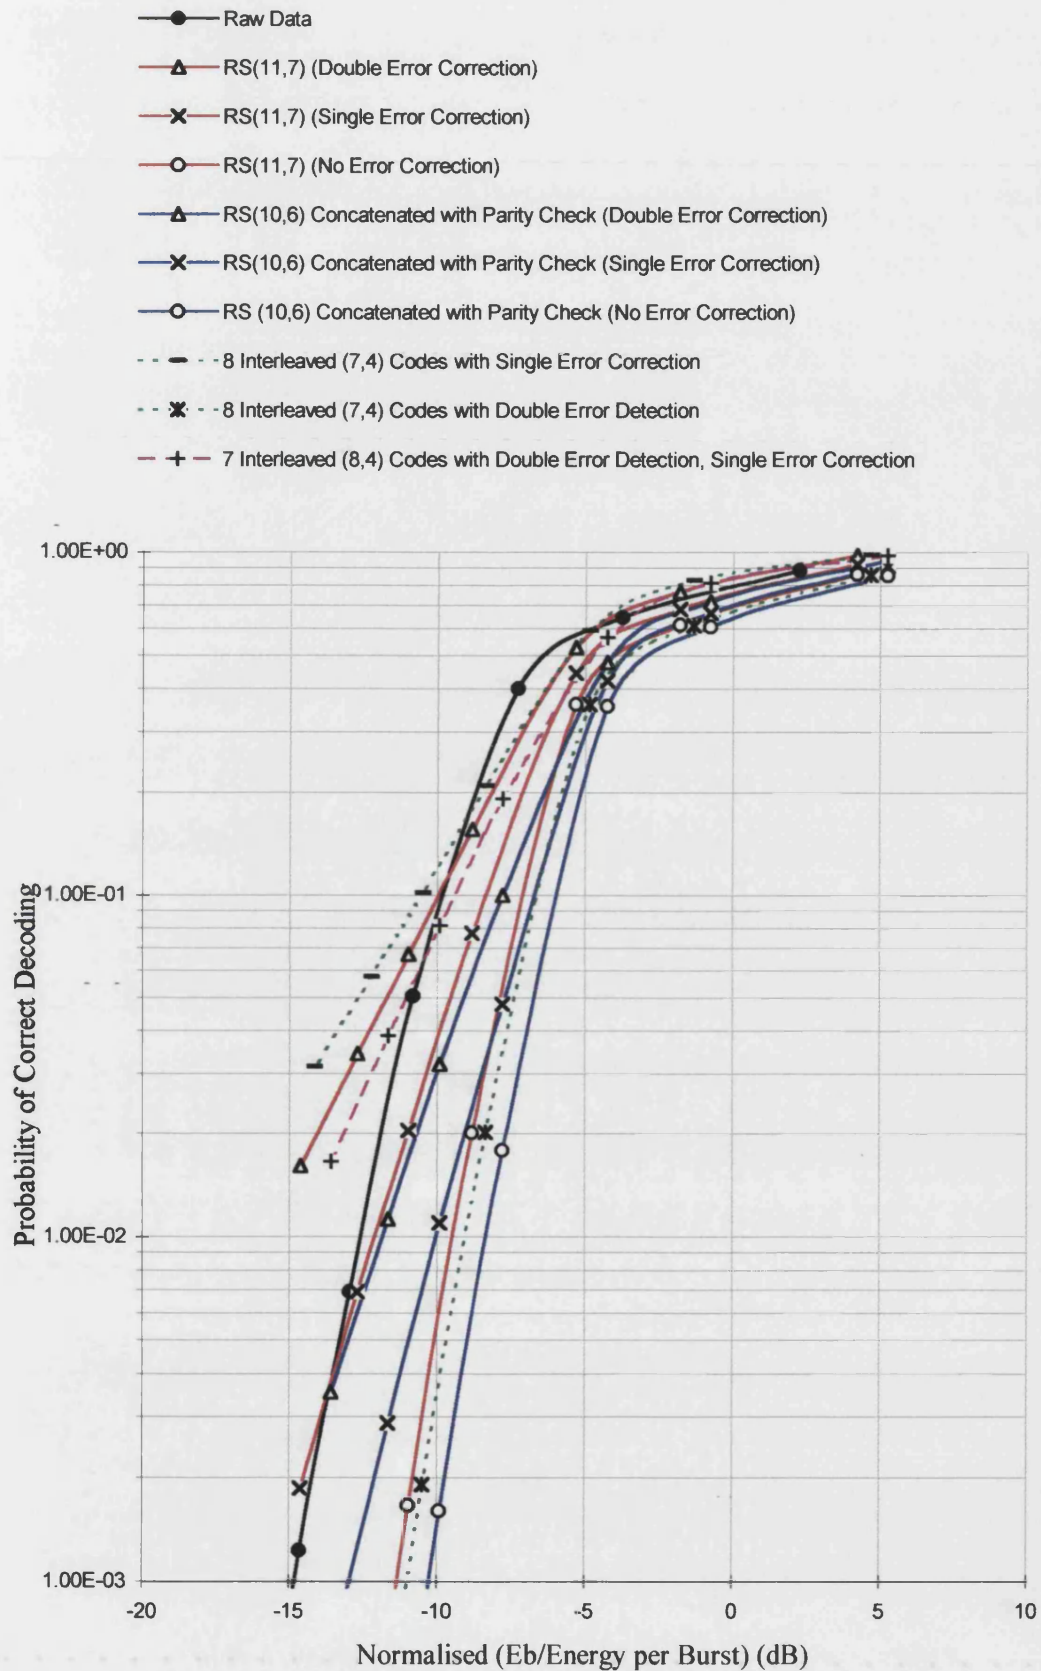 Raw Data
RS(11,7) (Double Error Correction)
RS(11,7) (Single Error Correction)
RS(11,7) (No Error Correction)
RS(10,6) Concatenated with Parity Check (Double Error Correction)
RS(10,6) Concatenated with Parity Check (Single Error Correction)
RS (10,6) Concatenated with Parity Check (No Error Correction)
8 Interleaved (7,4) Codes with Single Error Correction
8 Interleaved (7,4) Codes with Double Error Detection
7 Interleaved (8,4) Codes with Double Error Detection, Single Error Correction
1.00E+00
1.00E-01
1.00E-02
1.00E-03
Probability of Correct Decoding
-20 -15 -10 -5 0 5 10
Normalised (Eb/Energy per Burst) (dB)